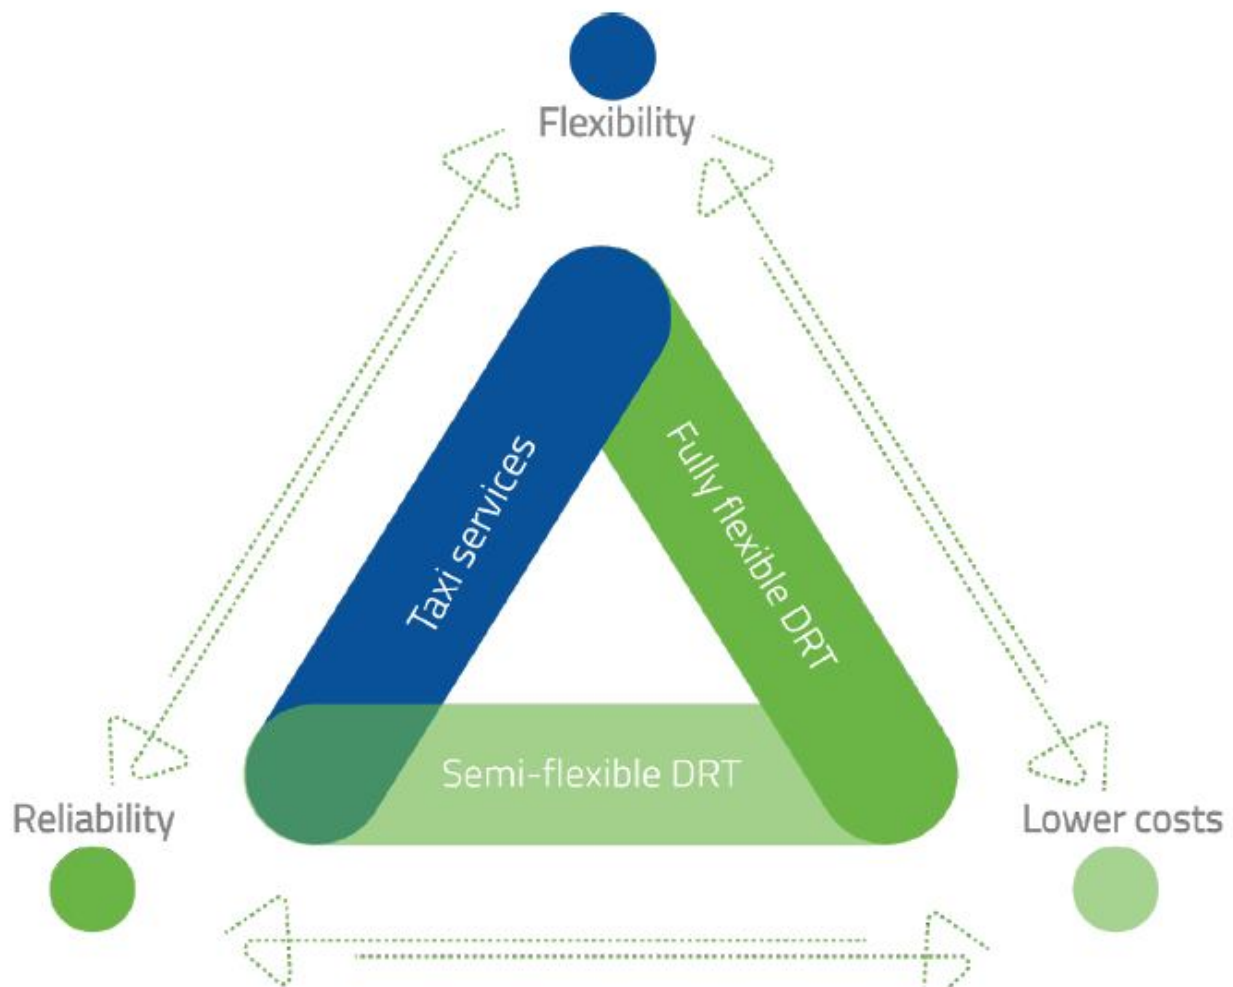 Flexibility
Taxi services
Fully flexible DRT
Semi-flexible DRT
Reliability
Lower costs